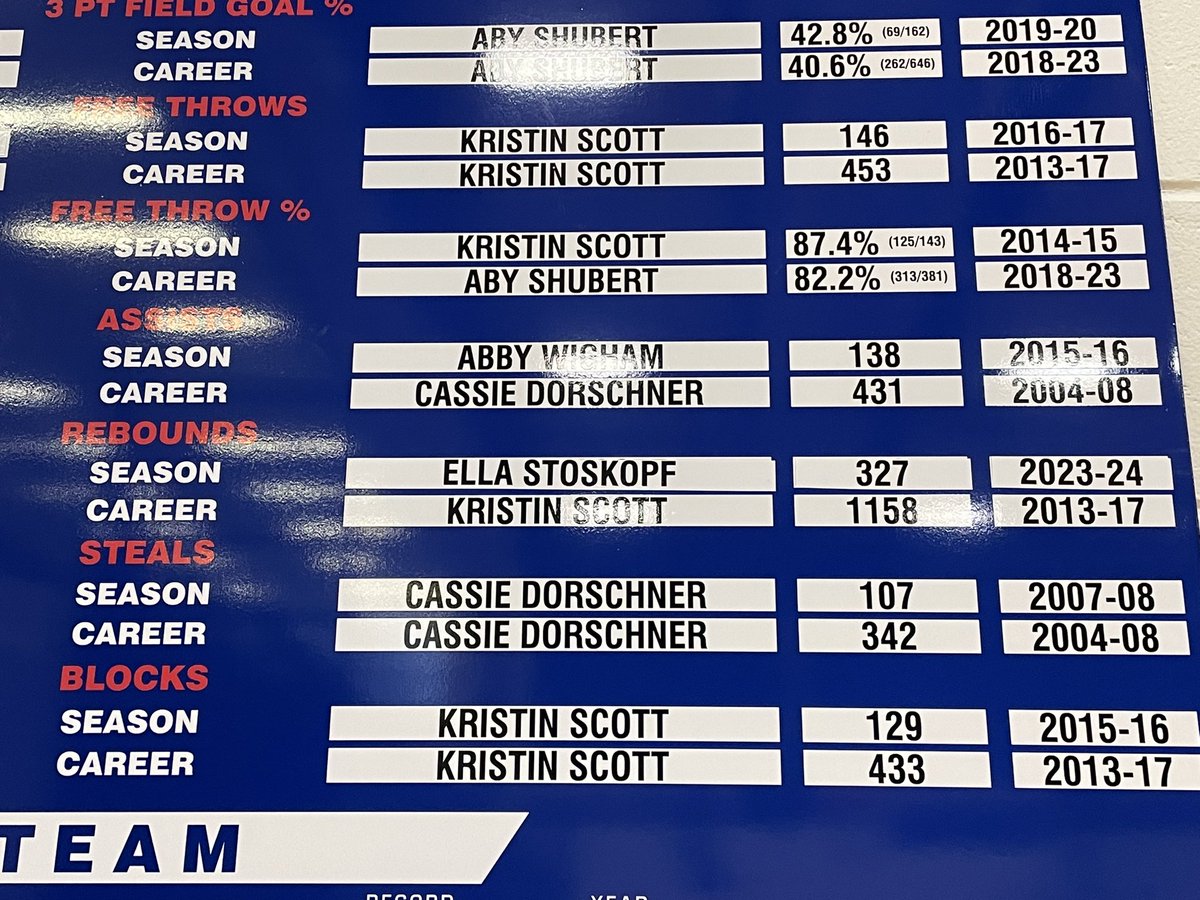 3 PT FIELD GOAL %
SEASON ABY SHUBERT 42.8% (69/162) 2019-20
CAREER ABY SHUBERT 40.6% (262/646) 2018-23
FREE THROWS
SEASON KRISTIN SCOTT 146 2016-17
CAREER KRISTIN SCOTT 453 2013-17
FREE THROW %
SEASON KRISTIN SCOTT 87.4% (125/143) 2014-15
CAREER ABY SHUBERT 82.2% (313/381) 2018-23
ASSISTS
SEASON ABBY WIGHAM 138 2015-16
CAREER CASSIE DORSCHNER 431 2004-08
REBOUNDS
SEASON ELLA STOSKOPF 327 2023-24
CAREER KRISTIN SCOTT 1158 2013-17
STEALS
SEASON CASSIE DORSCHNER 107 2007-08
CAREER CASSIE DORSCHNER 342 2004-08
BLOCKS
SEASON KRISTIN SCOTT 129 2015-16
CAREER KRISTIN SCOTT 433 2013-17
TEAM
RECORD YEAR